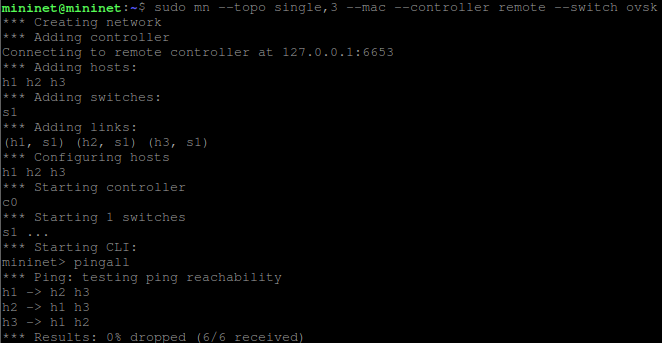 mininet@mininet:~$ sudo mn --topo single,3 --mac --controller remote --switch ovsk
*** Creating network
*** Adding controller
Connecting to remote controller at 127.0.0.1:6653
*** Adding hosts:
h1 h2 h3
*** Adding switches:
s1
*** Adding links:
(h1, s1) (h2, s1) (h3, s1)
*** Configuring hosts
h1 h2 h3
*** Starting controller
c0
*** Starting 1 switches
s1 ...
*** Starting CLI:
mininet> pingall
*** Ping: testing ping reachability
h1 -> h2 h3
h2 -> h1 h3
h3 -> h1 h2
*** Results: 0% dropped (6/6 received)